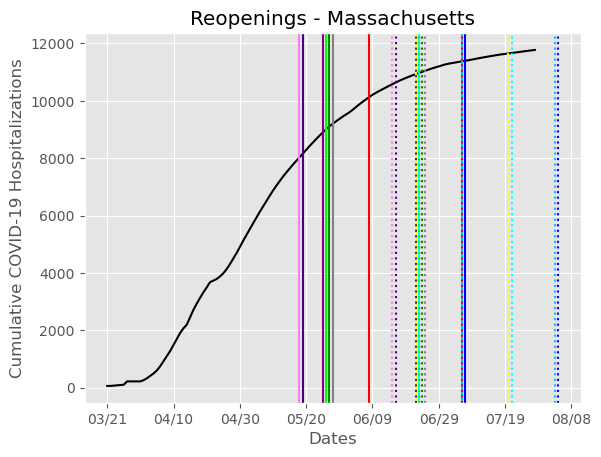 Reopenings - Massachusetts
Cumulative COVID-19 Hospitalizations
12000
10000
8000
6000
4000
2000
0
03/21 04/10 04/30 05/20 06/09 06/29 07/19 08/08
Dates